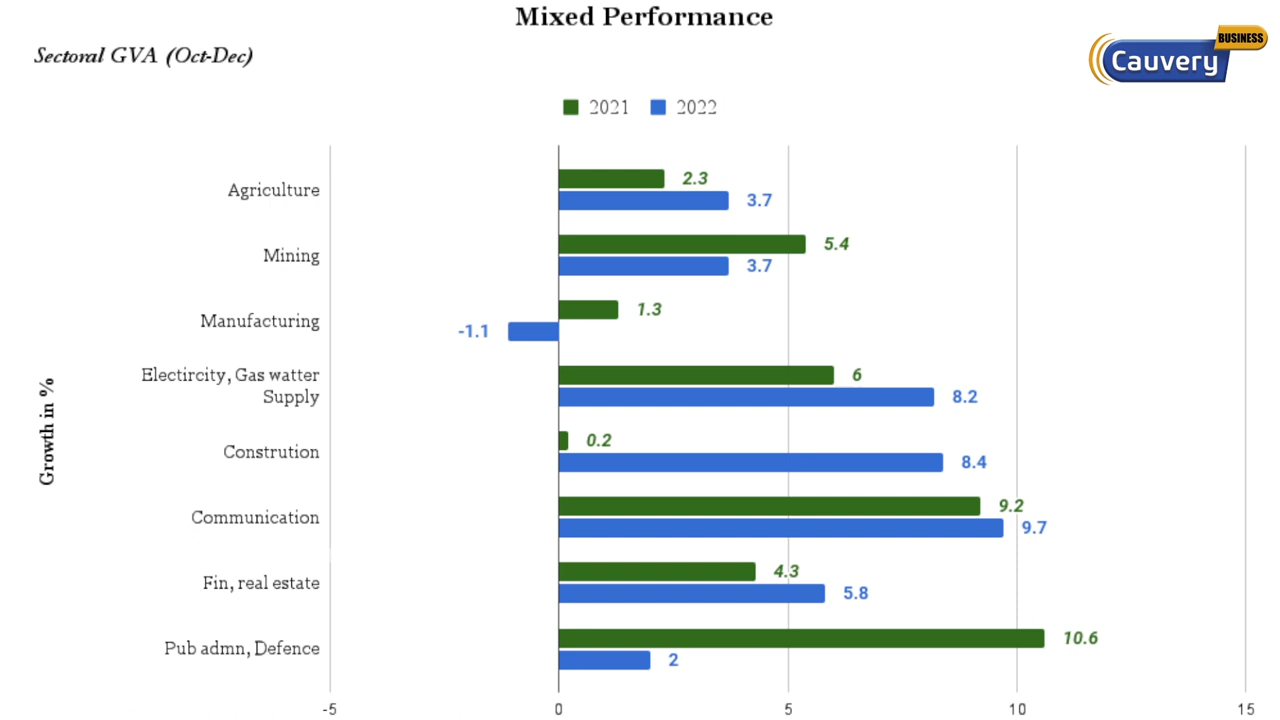 Mixed Performance
Sectoral GVA (Oct-Dec)
BUSINESS
Cauvery
2021 2022
Agriculture
2.3
3.7
Mining
5.4
3.7
Manufacturing
1.3
-1.1
Electircity, Gas watter
Supply
6
8.2
Constrution
0.2
8.4
Communication
9.2
9.7
Fin, real estate
4.3
5.8
Pub admn, Defence
10.6
2
Growth in %
-5 0 5 10 15